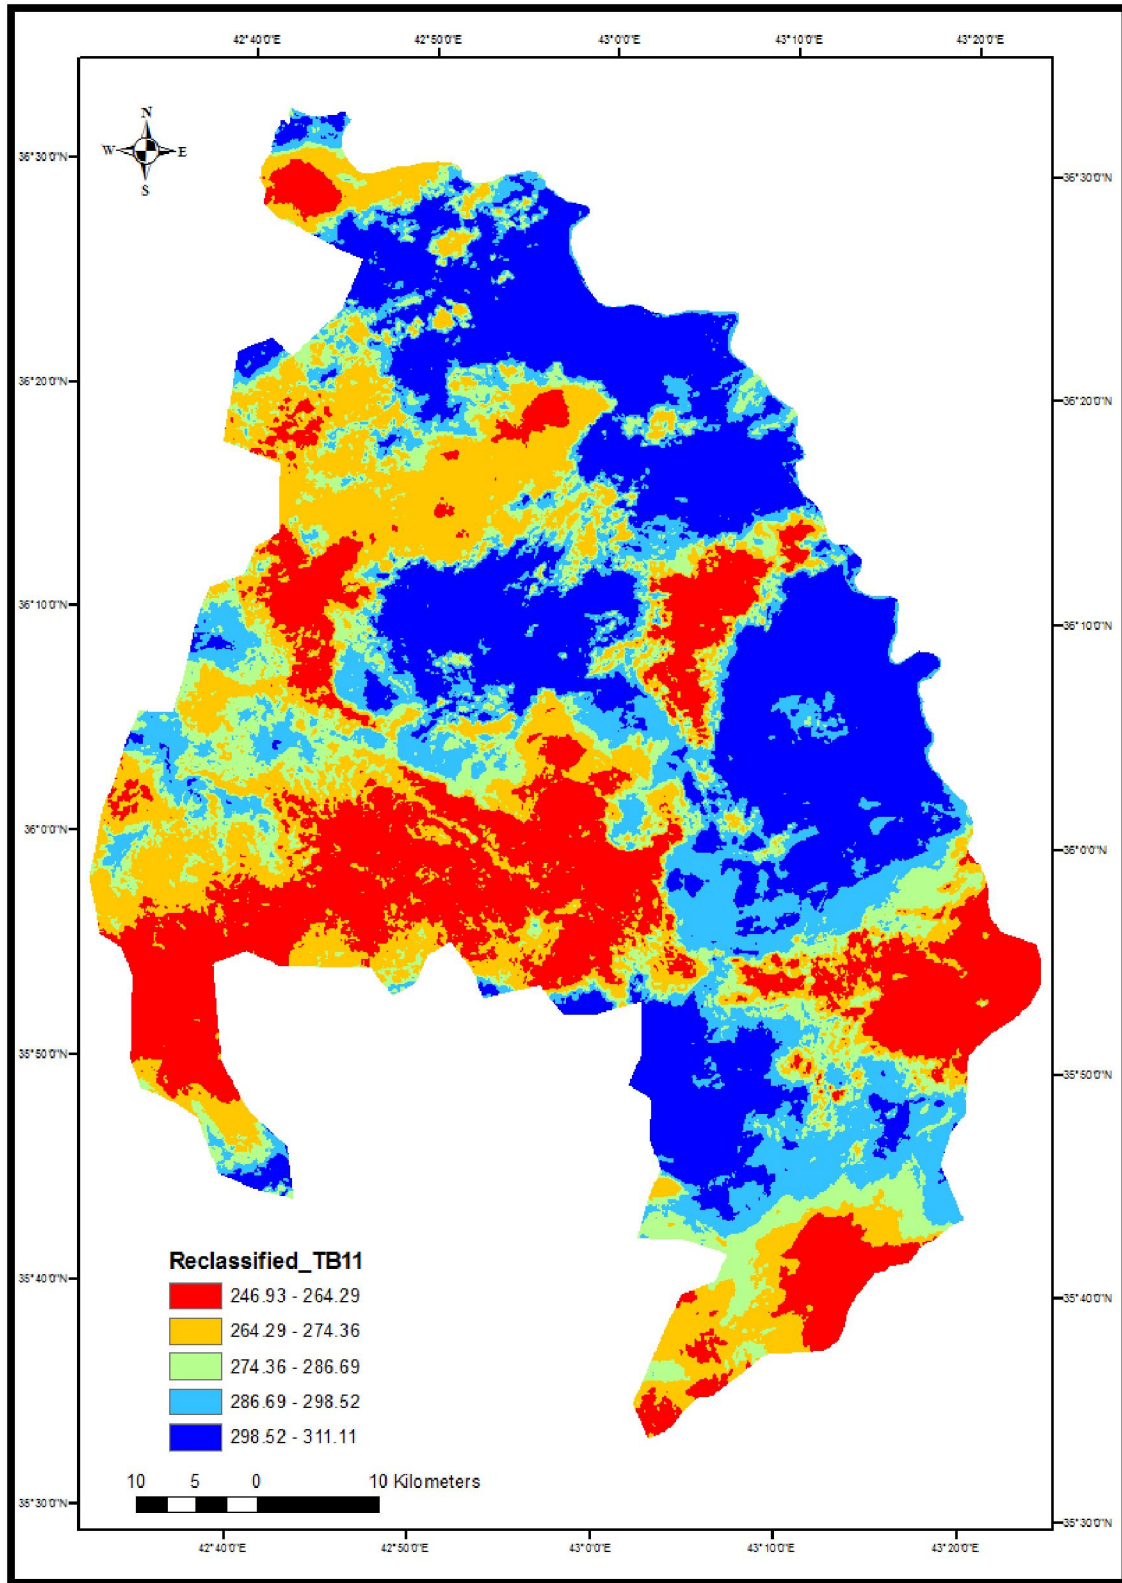 42°40'0"E 42°50'0"E 43°0'0"E 43°10'0"E 43°20'0"E
N
W E
S
36°30'0"N 36°30'0"N
36°20'0"N 36°20'0"N
36°10'0"N 36°10'0"N
36°0'0"N 36°0'0"N
35°50'0"N 35°50'0"N
35°40'0"N 35°40'0"N
35°30'0"N 35°30'0"N
Reclassified_TB11
246.93 - 264.29
264.29 - 274.36
274.36 - 286.69
286.69 - 298.52
298.52 - 311.11
10 5 0 10 Kilometers
42°40'0"E 42°50'0"E 43°0'0"E 43°10'0"E 43°20'0"E